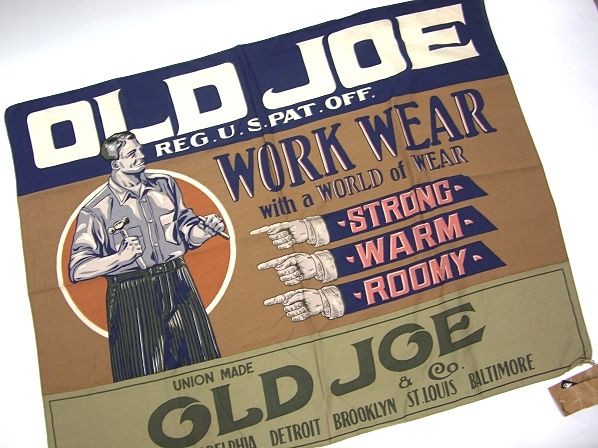 OLD JOE
REG. U.S. PAT. OFF.
WORK WEAR
with a WORLD of WEAR
STRONG
WARM
ROOMY
UNION MADE
OLD JOE
& Co.
DETROIT BROOKLYN ST. LOUIS BALTIMORE